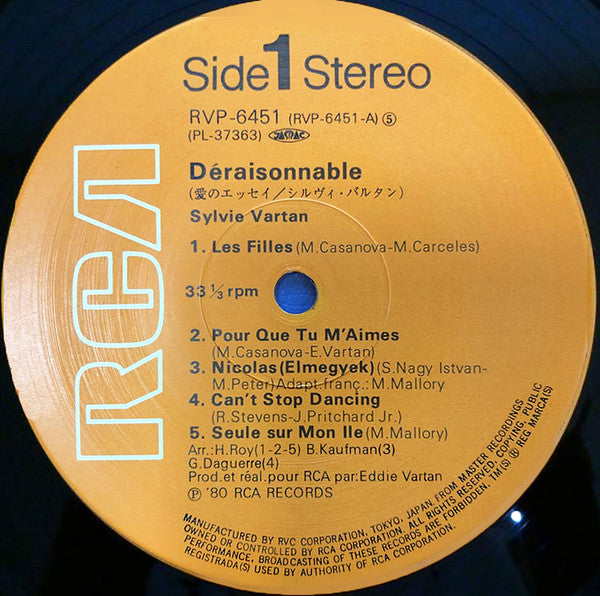 Side 1 Stereo
RVP-6451 (RVP-6451-A) ⑤
(PL-37363) JASRAC
Déraisonnable
(愛のエッセイ/シルヴィ・バルタン)
Sylvie Vartan
1. Les Filles (M.Casanova-M.Carceles)
33 1/3 rpm
2. Pour Que Tu M'Aimes
(M.Casanova-E.Vartan)
3. Nicolas (Elmegyek) (S.Nagy Istvan-
M.Peter) Adapt franç.: M.Mallory
4. Can't Stop Dancing
(R.Stevens-J.Pritchard Jr.)
5. Seule sur Mon Ile (M.Mallory)
Arr.: H.Roy(1-2-5) B.Kaufman(3)
G.Daguerre(4)
Prod.et réal.pour RCA par: Eddie Vartan
Ⓟ '80 RCA RECORDS
RCA
MANUFACTURED BY RVC CORPORATION, TOKYO, JAPAN FROM MASTER RECORDINGS
OWNED OR CONTROLLED BY RCA CORPORATION. ALL RIGHTS RESERVED, COPYING, PUBLIC
PERFORMANCE, BROADCASTING OF THESE RECORDS ARE FORBIDDEN. TM(S) ® REG MARCA(S)
REGISTRADA(S) USED BY AUTHORITY OF RCA CORPORATION.